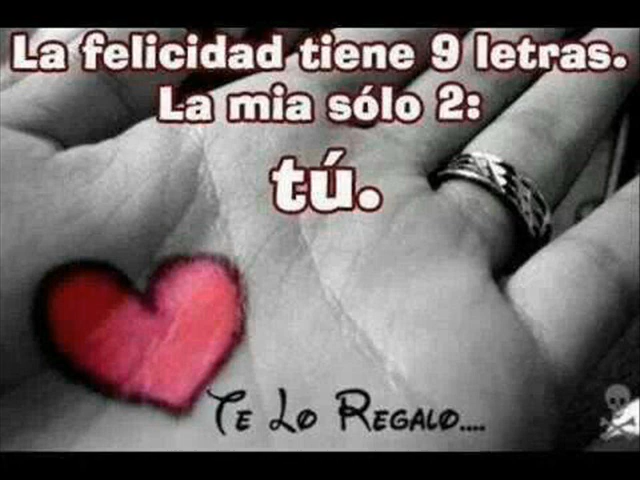 La felicidad tiene 9 letras.
La mia sólo 2:
tú.
Te Lo Regalo....